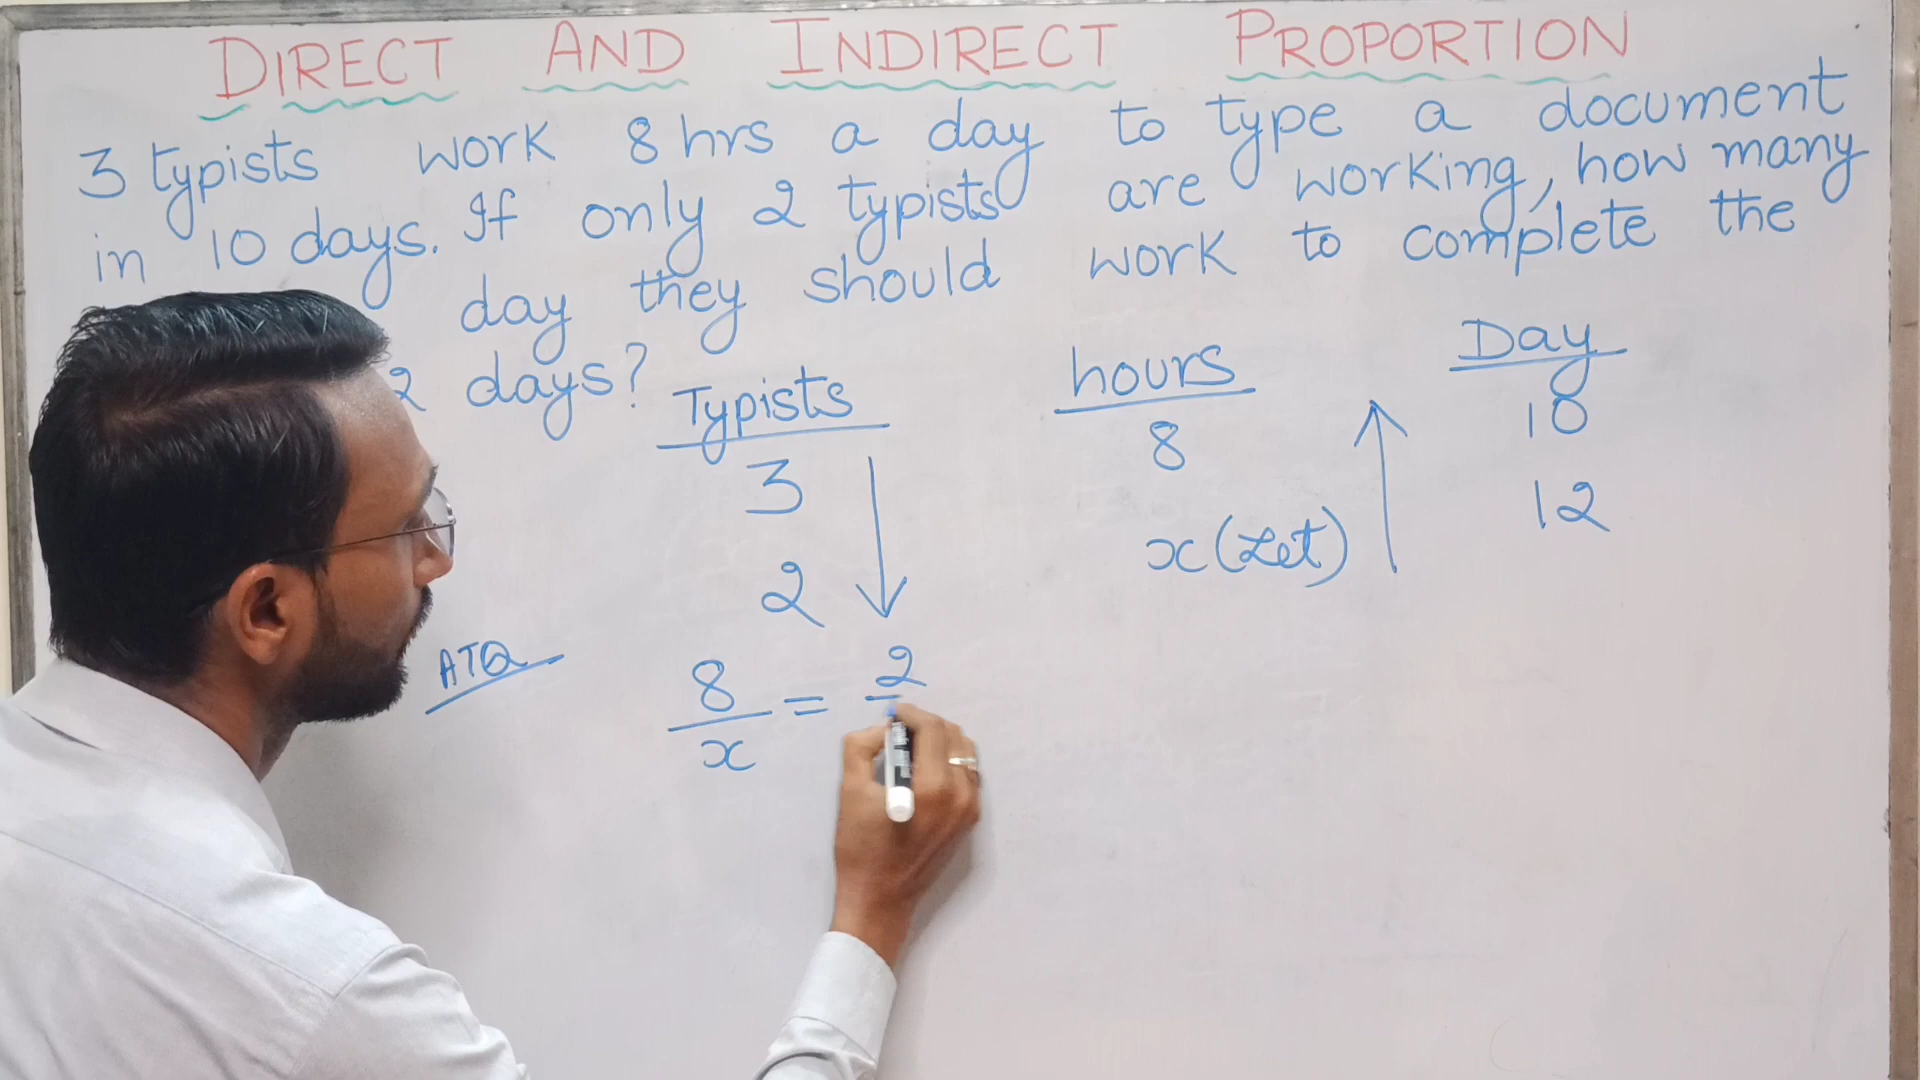 DIRECT AND INDIRECT PROPORTION
3 typists work 8 hrs a day to type a document
in 10 days. If only 2 typists are working, how many
day they should work to complete the
2 days?
Typists hours Day
3 8 10
2 x (Let) 12
ATQ
8/x = 2